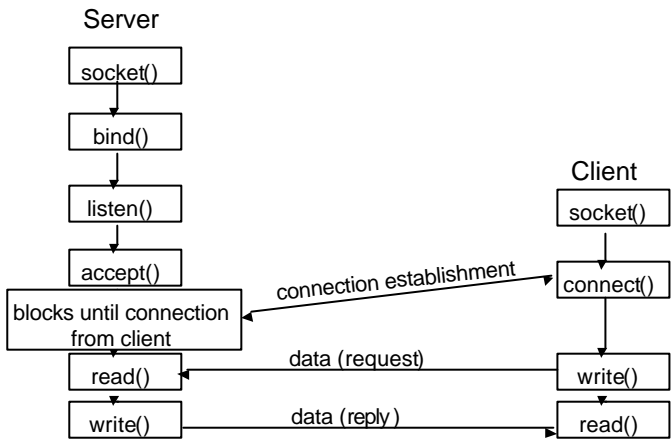 Server
socket()
bind()
listen()
accept()
blocks until connection
from client
read()
write()
Client
socket()
connect()
write()
read()
connection establishment
data (request)
data (reply)